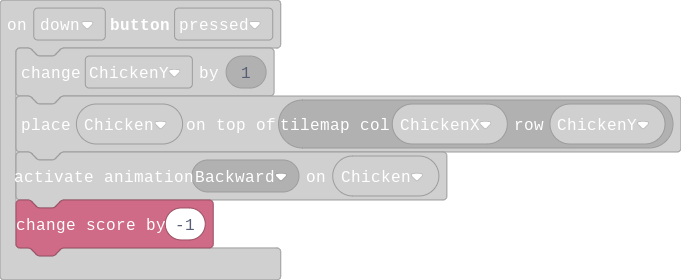 on down button pressed
change ChickenY by 1
place Chicken on top of tilemap col ChickenX row ChickenY
activate animation Backward on Chicken
change score by -1